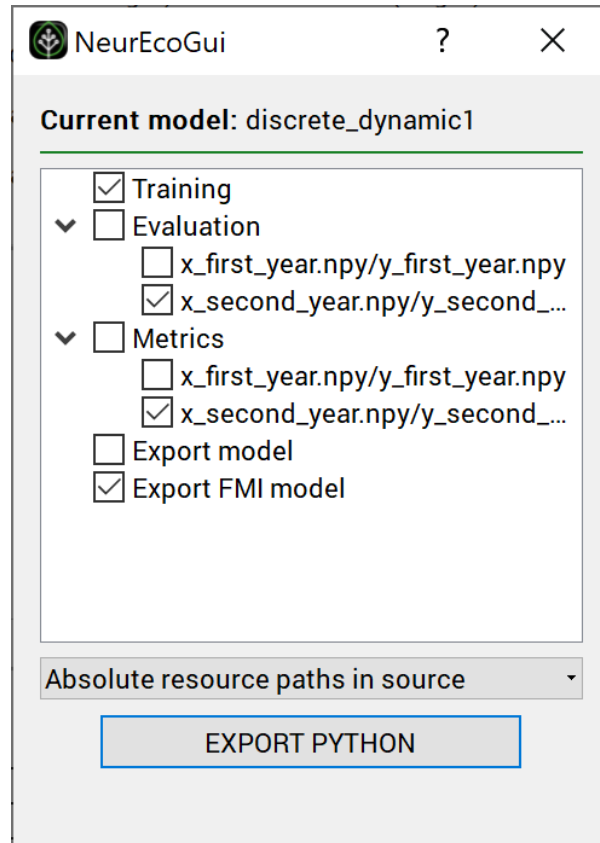 NeurEcoGui ?
Current model: discrete_dynamic1
Training
Evaluation
x_first_year.npy/y_first_year.npy
x_second_year.npy/y_second_...
Metrics
x_first_year.npy/y_first_year.npy
x_second_year.npy/y_second_...
Export model
Export FMI model
Absolute resource paths in source
EXPORT PYTHON